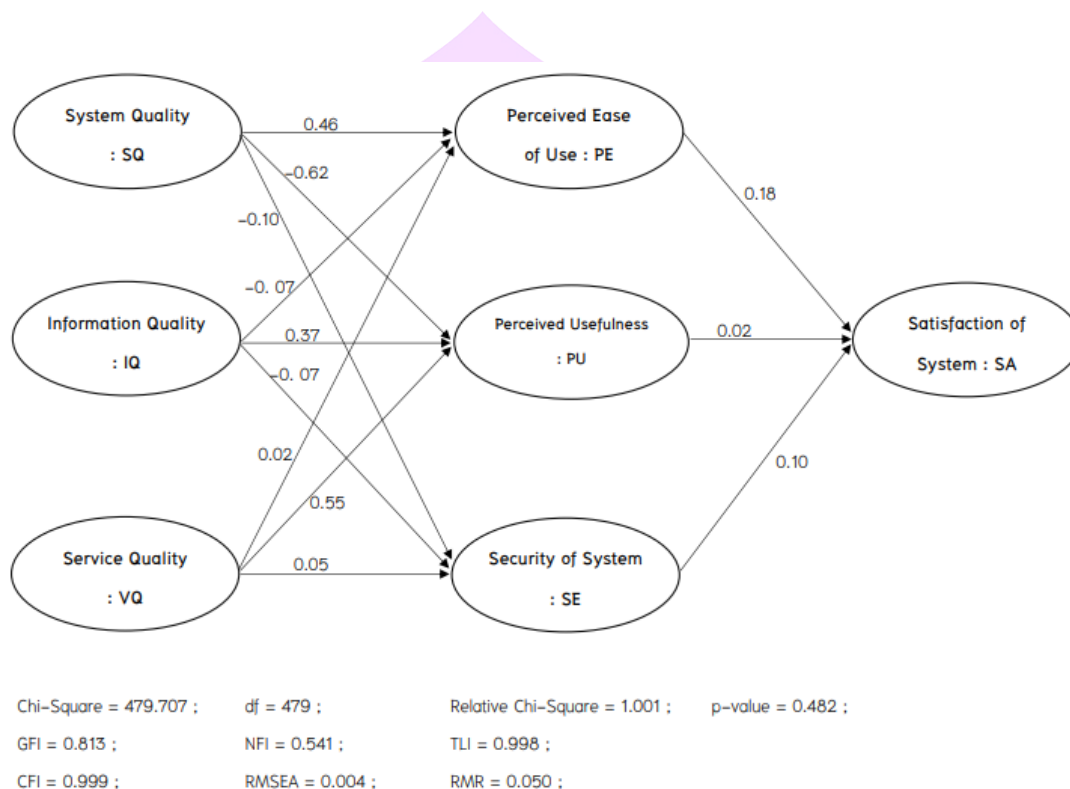 System Quality
: SQ
Perceived Ease
of Use : PE
0.46
-0.62
-0.10
0.18
-0. 07
Information Quality
: IQ
0.37
Perceived Usefulness
: PU
0.02
Satisfaction of
System : SA
-0. 07
0.02
0.10
0.55
Service Quality
: VQ
0.05
Security of System
: SE
Chi-Square = 479.707 ; df = 479 ; Relative Chi-Square = 1.001 ; p-value = 0.482 ;
GFI = 0.813 ; NFI = 0.541 ; TLI = 0.998 ;
CFI = 0.999 ; RMSEA = 0.004 ; RMR = 0.050 ;